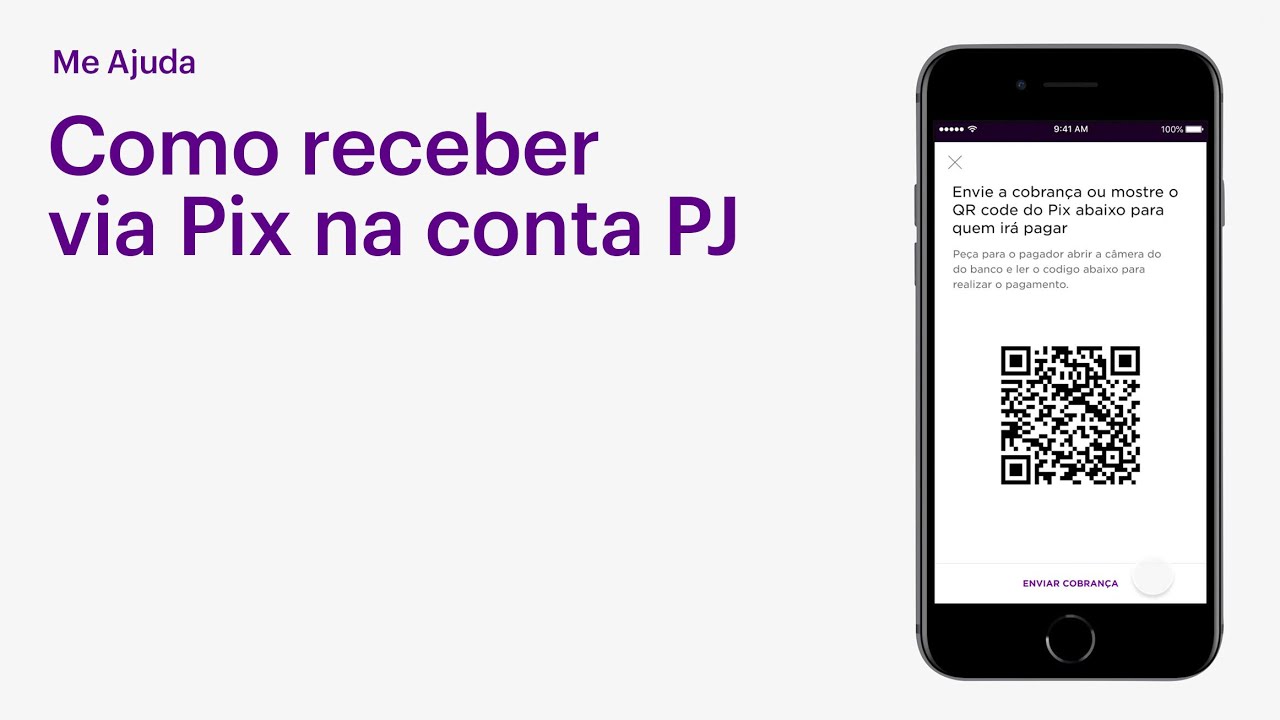 Me Ajuda
Como receber
via Pix na conta PJ
9:41 AM
100%
Envie a cobrança ou mostre o
QR code do Pix abaixo para
quem irá pagar
Peça para o pagador abrir a câmera do
do banco e ler o codigo abaixo para
realizar o pagamento.
ENVIAR COBRANÇA